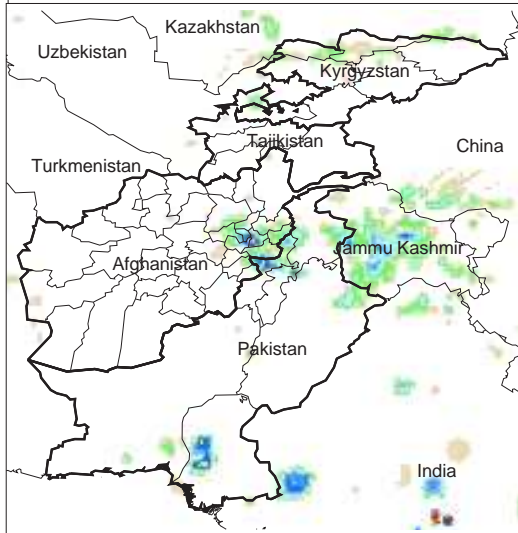 Kazakhstan
Uzbekistan
Kyrgyzstan
Tajikistan
China
Turkmenistan
Jammu Kashmir
Afghanistan
Pakistan
India